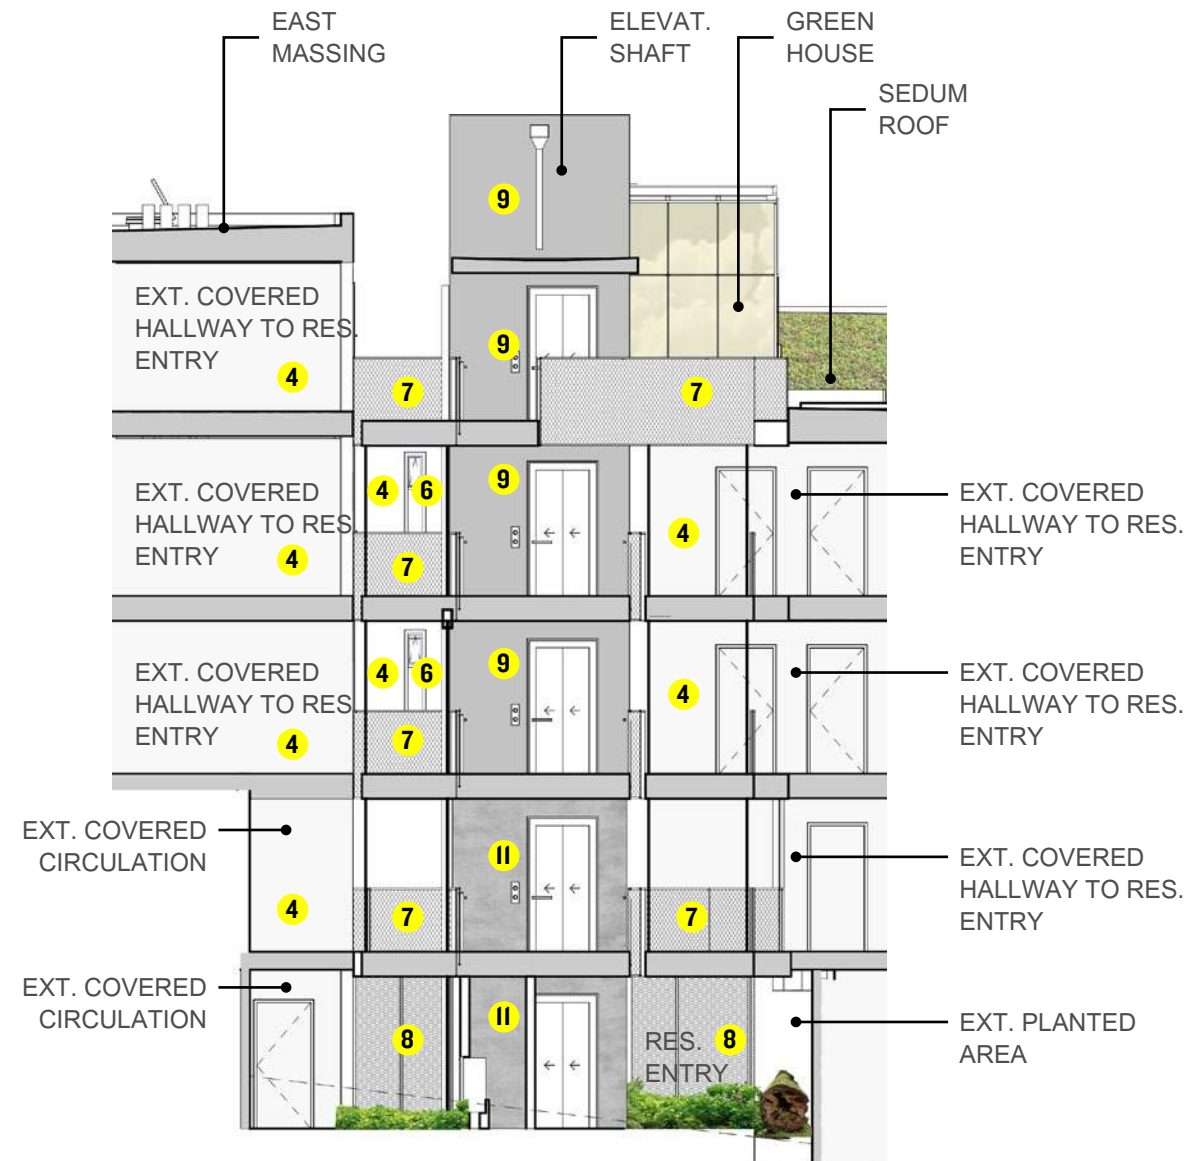 EAST
MASSING
ELEVAT.
SHAFT
GREEN
HOUSE
SEDUM
ROOF
9
EXT. COVERED
HALLWAY TO RES.
ENTRY
4
9
7
7
EXT. COVERED
HALLWAY TO RES.
ENTRY
4
4
6
7
9
4
EXT. COVERED
HALLWAY TO RES.
ENTRY
EXT. COVERED
HALLWAY TO RES.
ENTRY
4
4
6
7
9
4
EXT. COVERED
HALLWAY TO RES.
ENTRY
EXT. COVERED
CIRCULATION
4
7
11
7
EXT. COVERED
HALLWAY TO RES.
ENTRY
EXT. COVERED
CIRCULATION
8
11
RES.
ENTRY
8
EXT. PLANTED
AREA